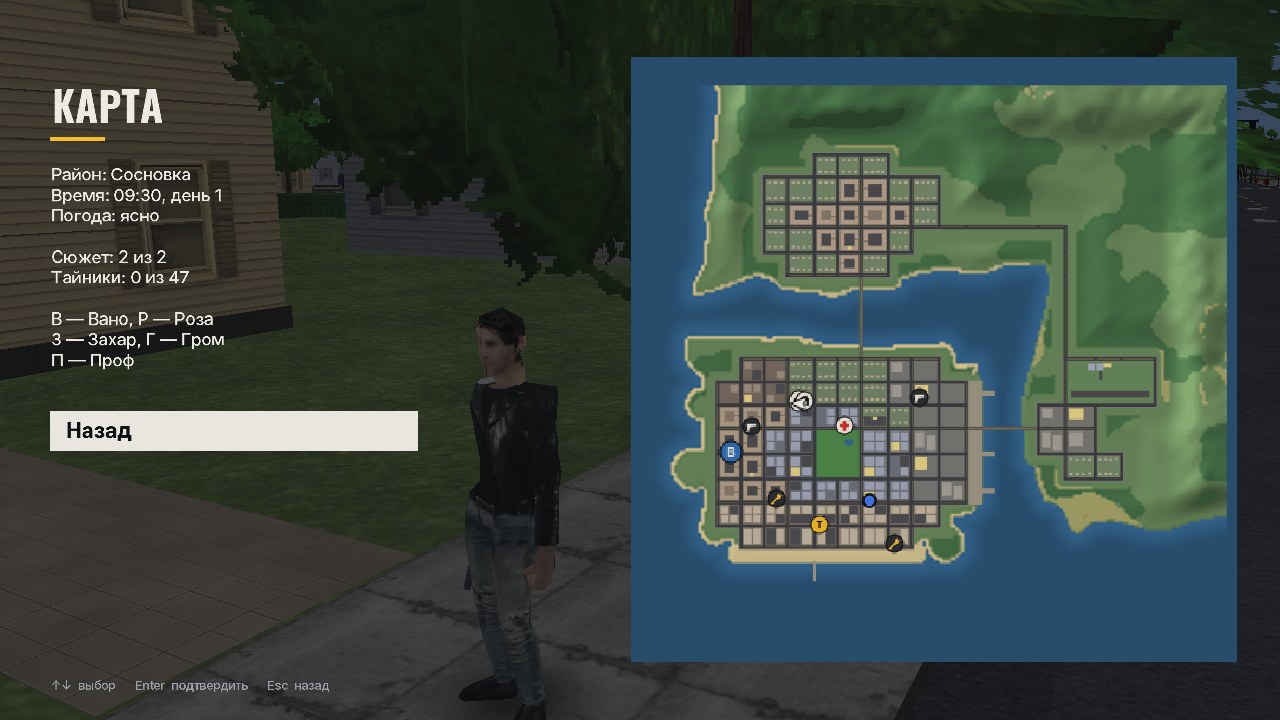 КАРТА
Район: Сосновка
Время: 09:30, день 1
Погода: ясно
Сюжет: 2 из 2
Тайники: 0 из 47
В — Вано, Р — Роза
З — Захар, Г — Гром
П — Проф
Назад
↑↓ выбор Enter подтвердить Esc назад
В
Т